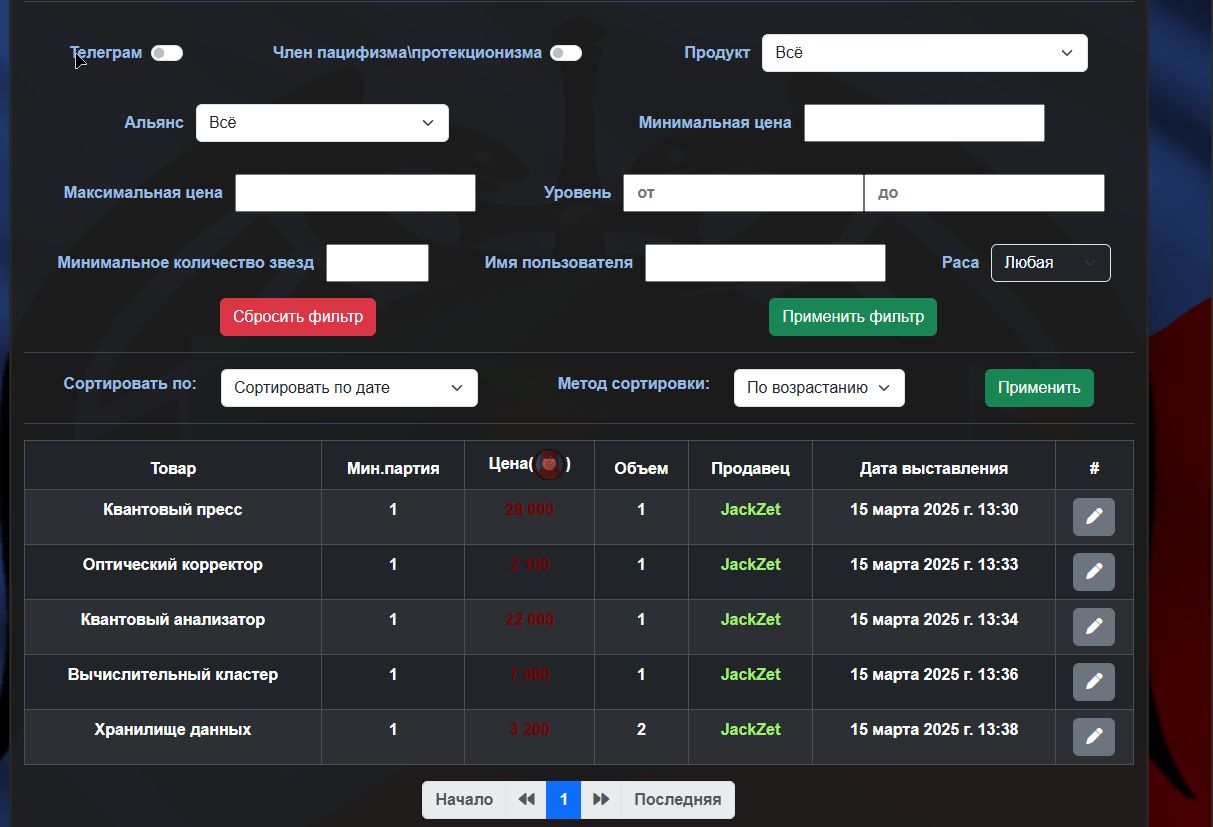 Телеграм Член пацифизма\протекционизма Продукт Всё
Альянс Всё Минимальная цена
Максимальная цена Уровень от до
Минимальное количество звезд Имя пользователя Раса Любая
Сбросить фильтр Применить фильтр
Сортировать по: Сортировать по дате Метод сортировки: По возрастанию Применить
Товар Мин.партия Цена( ) Объем Продавец Дата выставления #
Квантовый пресс 1 28 000 1 JackZet 15 марта 2025 г. 13:30
Оптический корректор 1 2 100 1 JackZet 15 марта 2025 г. 13:33
Квантовый анализатор 1 22 000 1 JackZet 15 марта 2025 г. 13:34
Вычислительный кластер 1 7 000 1 JackZet 15 марта 2025 г. 13:36
Хранилище данных 1 3 200 2 JackZet 15 марта 2025 г. 13:38
Начало 1 Последняя